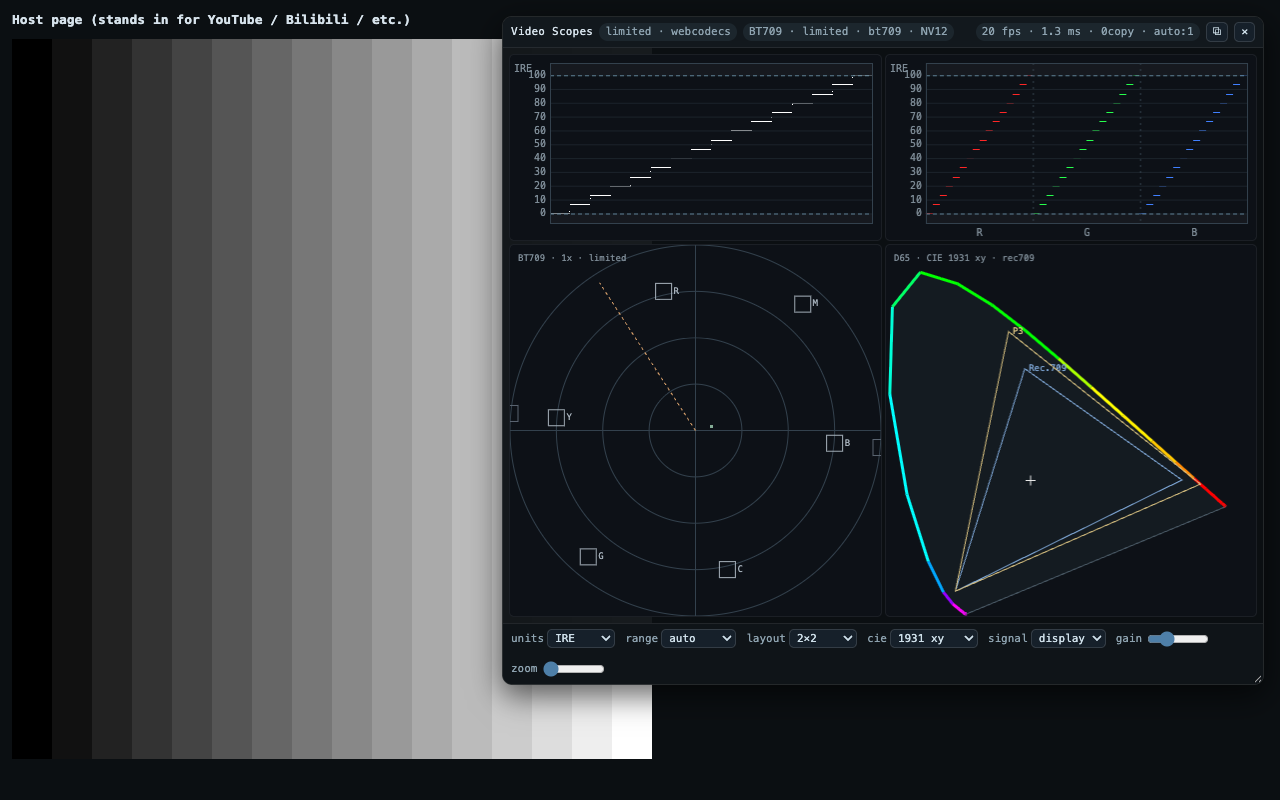 Host page (stands in for YouTube / Bilibili / etc.)
Video Scopes limited · webcodecs BT709 · limited · bt709 · NV12 20 fps · 1.3 ms · 0copy · auto:1 ×
IRE
100
90
80
70
60
50
40
30
20
10
0
IRE
100
90
80
70
60
50
40
30
20
10
0
R G B
BT709 · 1x · limited
R
M
Y
B
G
C
D65 · CIE 1931 xy · rec709
P3
Rec.709
units IRE range auto layout 2×2 cie 1931 xy signal display gain
zoom